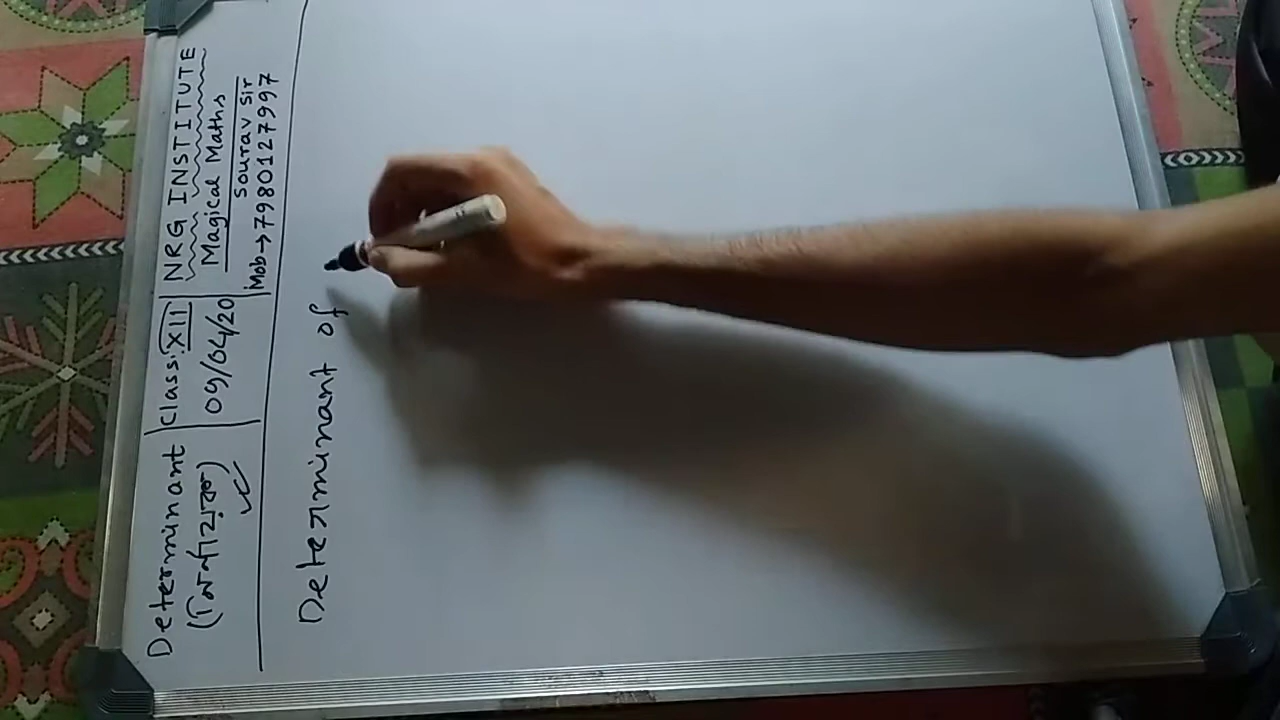 Determinant
(নির্ণায়ক)
Class: XII
09/04/20
NRG INSTITUTE
Magical Maths
Sourav Sir
Mob→7980127997
Determinant of